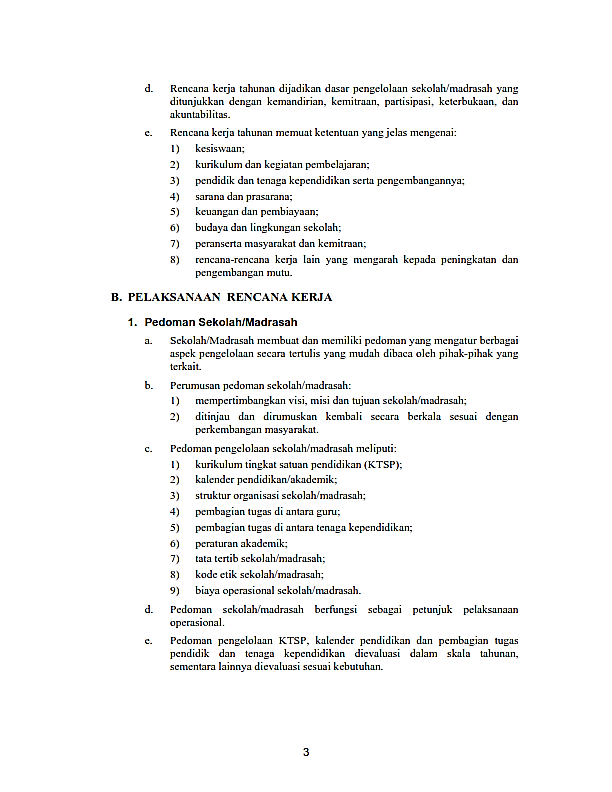 d. Rencana kerja tahunan dijadikan dasar pengelolaan sekolah/madrasah yang
ditunjukkan dengan kemandirian, kemitraan, partisipasi, keterbukaan, dan
akuntabilitas.
e. Rencana kerja tahunan memuat ketentuan yang jelas mengenai:
1) kesiswaan;
2) kurikulum dan kegiatan pembelajaran;
3) pendidik dan tenaga kependidikan serta pengembangannya;
4) sarana dan prasarana;
5) keuangan dan pembiayaan;
6) budaya dan lingkungan sekolah;
7) peranserta masyarakat dan kemitraan;
8) rencana-rencana kerja lain yang mengarah kepada peningkatan dan
pengembangan mutu.
B. PELAKSANAAN RENCANA KERJA
1. Pedoman Sekolah/Madrasah
a. Sekolah/Madrasah membuat dan memiliki pedoman yang mengatur berbagai
aspek pengelolaan secara tertulis yang mudah dibaca oleh pihak-pihak yang
terkait.
b. Perumusan pedoman sekolah/madrasah:
1) mempertimbangkan visi, misi dan tujuan sekolah/madrasah;
2) ditinjau dan dirumuskan kembali secara berkala sesuai dengan
perkembangan masyarakat.
c. Pedoman pengelolaan sekolah/madrasah meliputi:
1) kurikulum tingkat satuan pendidikan (KTSP);
2) kalender pendidikan/akademik;
3) struktur organisasi sekolah/madrasah;
4) pembagian tugas di antara guru;
5) pembagian tugas di antara tenaga kependidikan;
6) peraturan akademik;
7) tata tertib sekolah/madrasah;
8) kode etik sekolah/madrasah;
9) biaya operasional sekolah/madrasah.
d. Pedoman sekolah/madrasah berfungsi sebagai petunjuk pelaksanaan
operasional.
e. Pedoman pengelolaan KTSP, kalender pendidikan dan pembagian tugas
pendidik dan tenaga kependidikan dievaluasi dalam skala tahunan,
sementara lainnya dievaluasi sesuai kebutuhan.
3